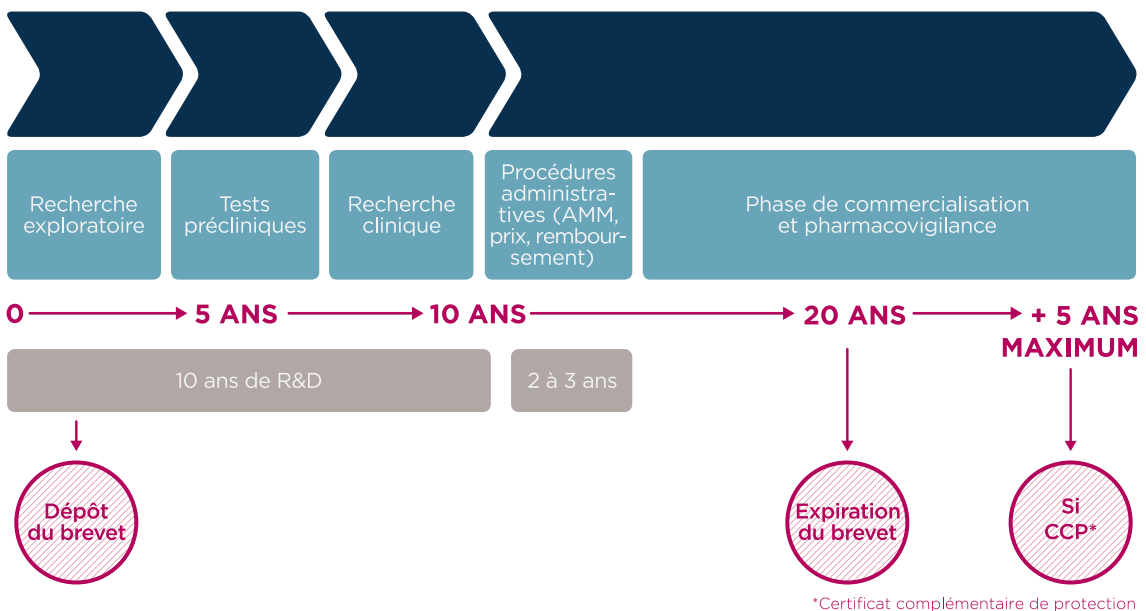 Recherche
exploratoire
Tests
précliniques
Recherche
clinique
Procédures
administra-
tives (AMM,
prix, rembour-
sement)
Phase de commercialisation
et pharmacovigilance
0
5 ANS
10 ANS
20 ANS
+ 5 ANS
MAXIMUM
10 ans de R&D
2 à 3 ans
Dépôt
du brevet
Expiration
du brevet
Si
CCP*
*Certificat complémentaire de protection